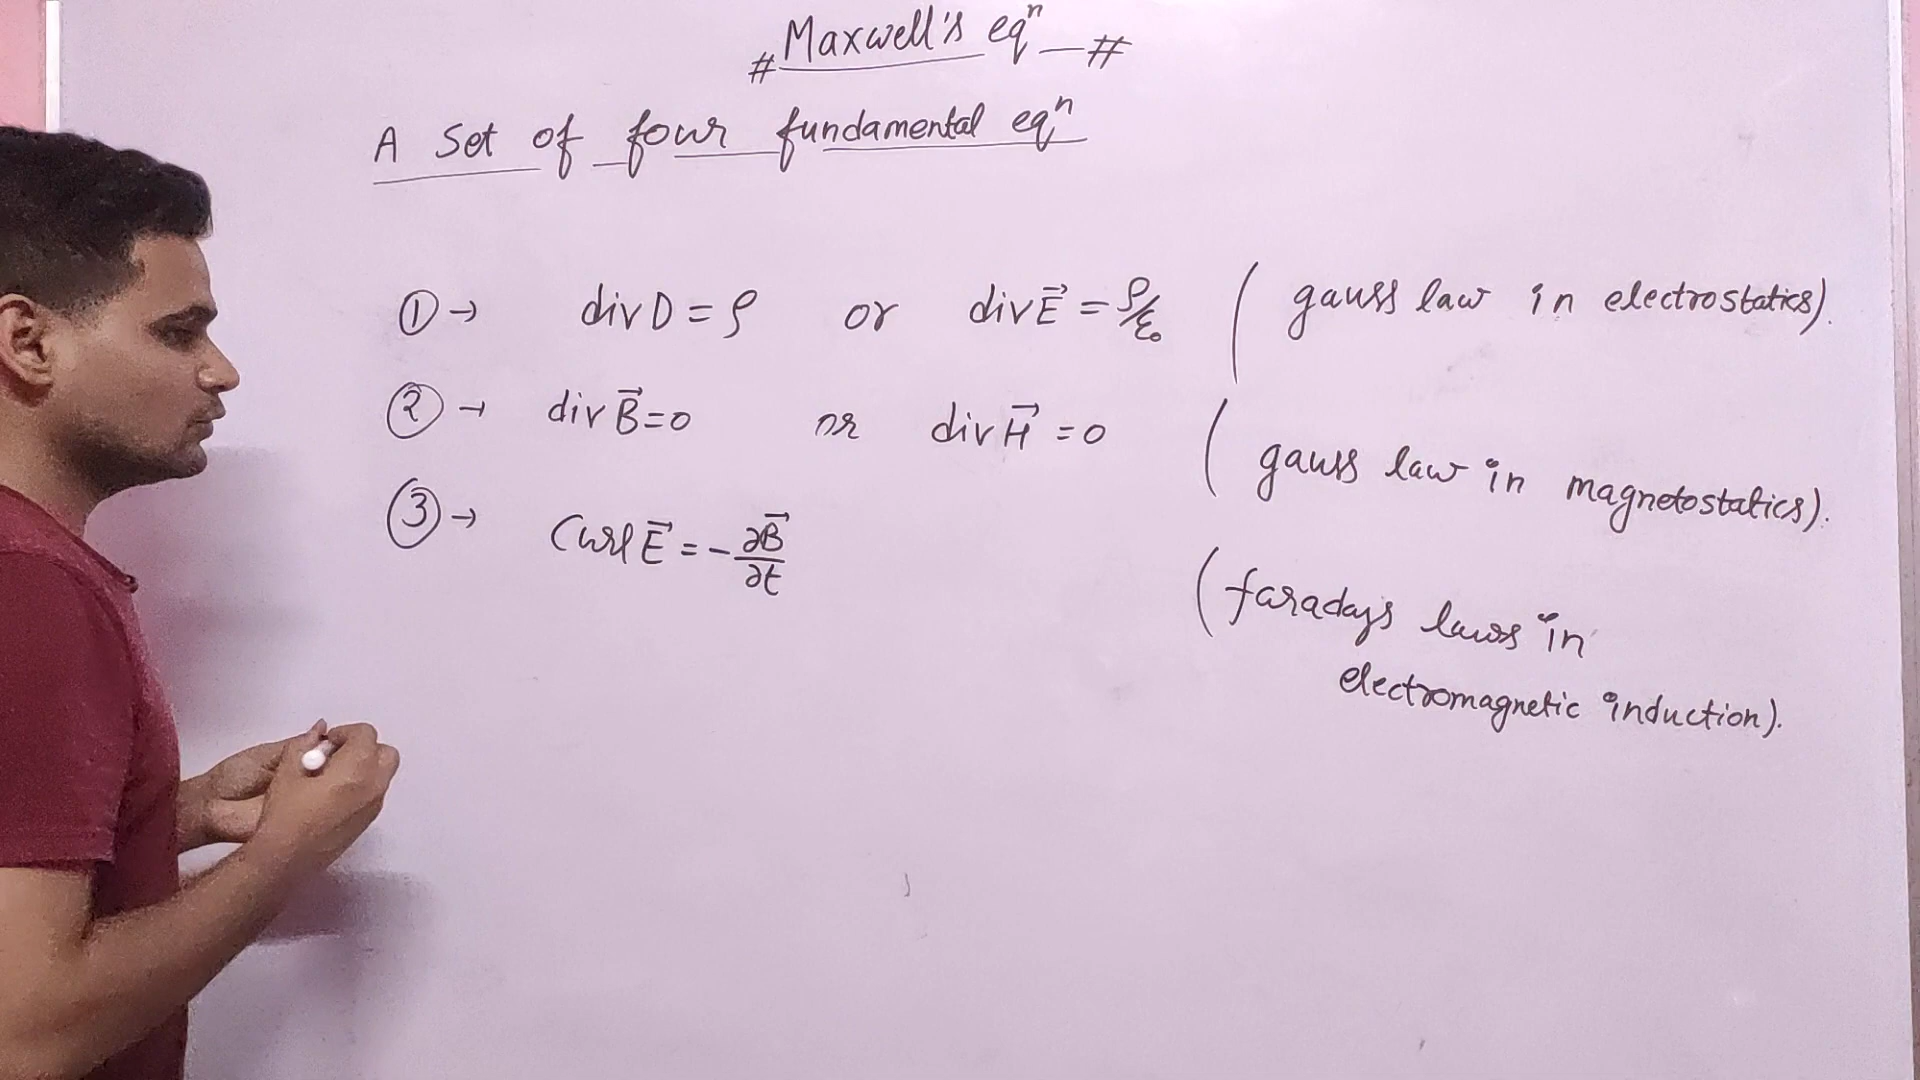 # Maxwell's eqⁿ #
A Set of four fundamental eqⁿ
① → div D = ρ or div E⃗ = ρ/ε₀ ( gauss law in electrostatics).
② → div B⃗ = 0 or div H⃗ = 0 ( gauss law in magnetostatics).
③ → Curl E⃗ = - ∂B⃗/∂t ( faradays laws in
electromagnetic induction).